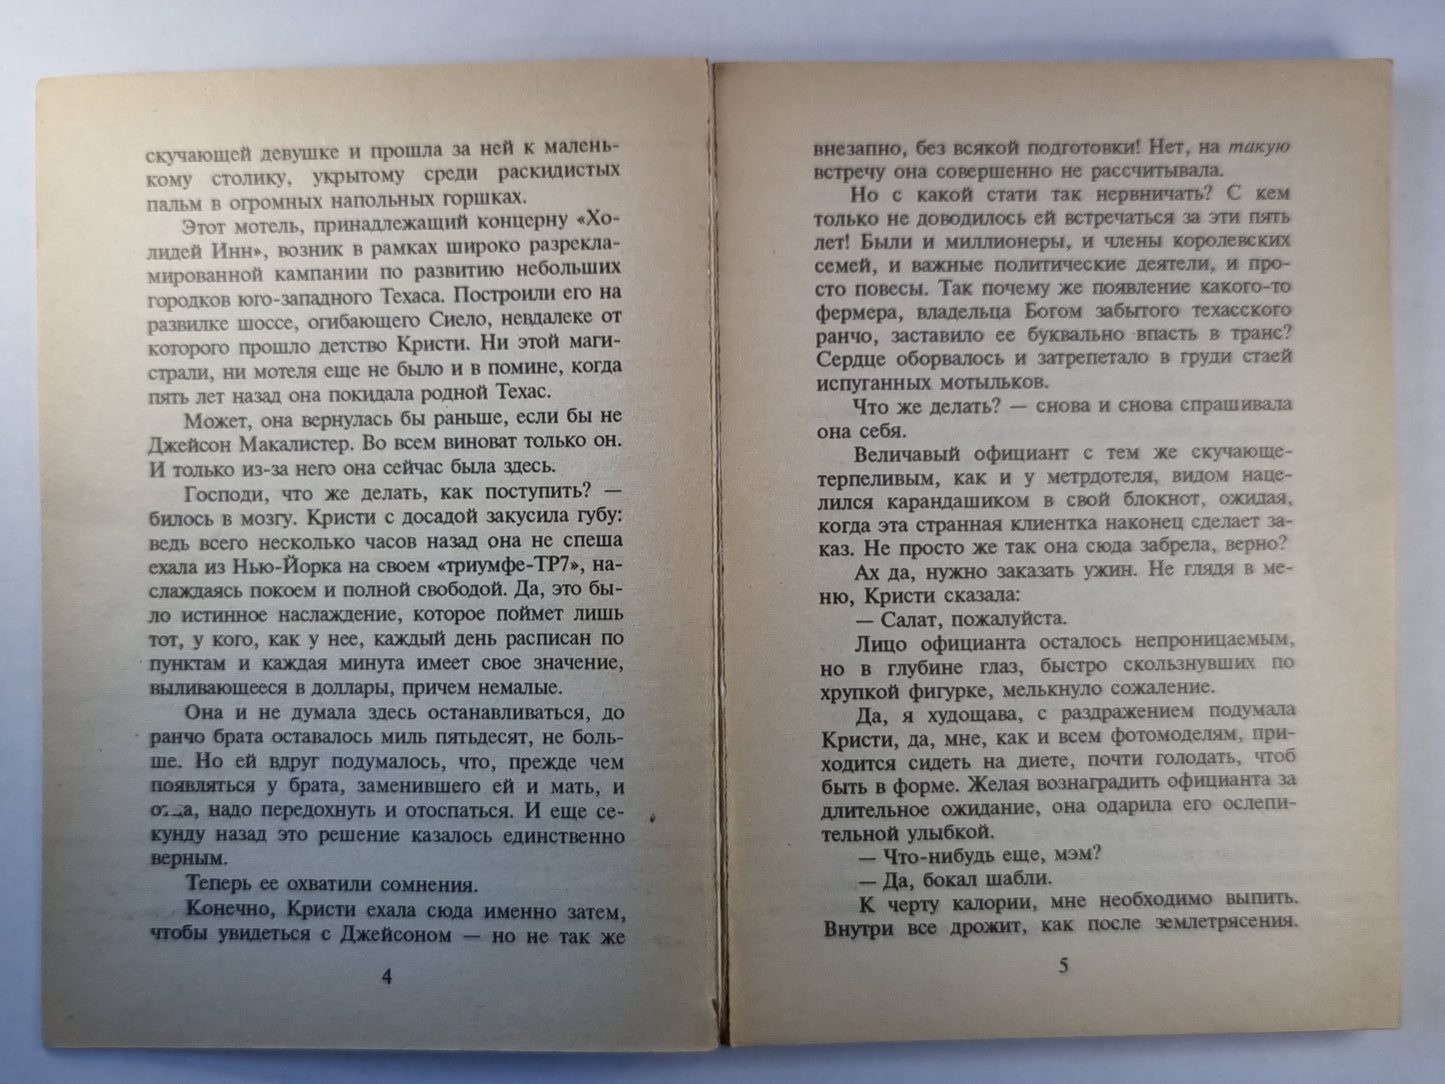 скучающей девушке и прошла за ней к малень-
кому столику, укрытому среди раскидистых
пальм в огромных напольных горшках.
Этот мотель, принадлежащий концерну «Хо-
лидей Инн», возник в рамках широко разрекла-
мированной кампании по развитию небольших
городков юго-западного Техаса. Построили его на
развилке шоссе, огибающего Сиело, невдалеке от
которого прошло детство Кристи. Ни этой маги-
страли, ни мотеля еще не было и в помине, когда
пять лет назад она покидала родной Техас.
Может, она вернулась бы раньше, если бы не
Джейсон Макалистер. Во всем виноват только он.
И только из-за него она сейчас была здесь.
Господи, что же делать, как поступить? —
билось в мозгу. Кристи с досадой закусила губу:
ведь всего несколько часов назад она не спеша
ехала из Нью-Йорка на своем «триумфе-ТР7», на-
слаждаясь покоем и полной свободой. Да, это бы-
ло истинное наслаждение, которое поймет лишь
тот, у кого, как у нее, каждый день расписан по
пунктам и каждая минута имеет свое значение,
выливающееся в доллары, причем немалые.
Она и не думала здесь останавливаться, до
ранчо брата оставалось миль пятьдесят, не боль-
ше. Но ей вдруг подумалось, что, прежде чем
появляться у брата, заменившего ей и мать, и
отца, надо передохнуть и отоспаться. И еще се-
кунду назад это решение казалось единственно
верным.
Теперь ее охватили сомнения.
Конечно, Кристи ехала сюда именно затем,
чтобы увидеться с Джейсоном — но не так же
4
внезапно, без всякой подготовки! Нет, на такую
встречу она совершенно не рассчитывала.
Но с какой стати так нервничать? С кем
только не доводилось ей встречаться за эти пять
лет! Были и миллионеры, и члены королевских
семей, и важные политические деятели, и про-
сто повесы. Так почему же появление какого-то
фермера, владельца Богом забытого техасского
ранчо, заставило ее буквально впасть в транс?
Сердце оборвалось и затрепетало в груди стаей
испуганных мотыльков.
Что же делать? — снова и снова спрашивала
она себя.
Величавый официант с тем же скучающе-
терпеливым, как и у метрдотеля, видом наце-
лился карандашиком в свой блокнот, ожидая,
когда эта странная клиентка наконец сделает за-
каз. Не просто же так она сюда забрела, верно?
Ах да, нужно заказать ужин. Не глядя в ме-
ню, Кристи сказала:
— Салат, пожалуйста.
Лицо официанта осталось непроницаемым,
но в глубине глаз, быстро скользнувших по
хрупкой фигурке, мелькнуло сожаление.
Да, я худощава, с раздражением подумала
Кристи, да, мне, как и всем фотомоделям, при-
ходится сидеть на диете, почти голодать, чтоб
быть в форме. Желая вознаградить официанта за
длительное ожидание, она одарила его ослепи-
тельной улыбкой.
— Что-нибудь еще, мэм?
— Да, бокал шабли.
К черту калории, мне необходимо выпить.
Внутри все дрожит, как после землетрясения.
5